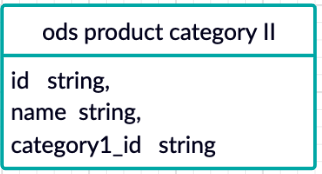 ods product category II
id string,
name string,
category1_id string